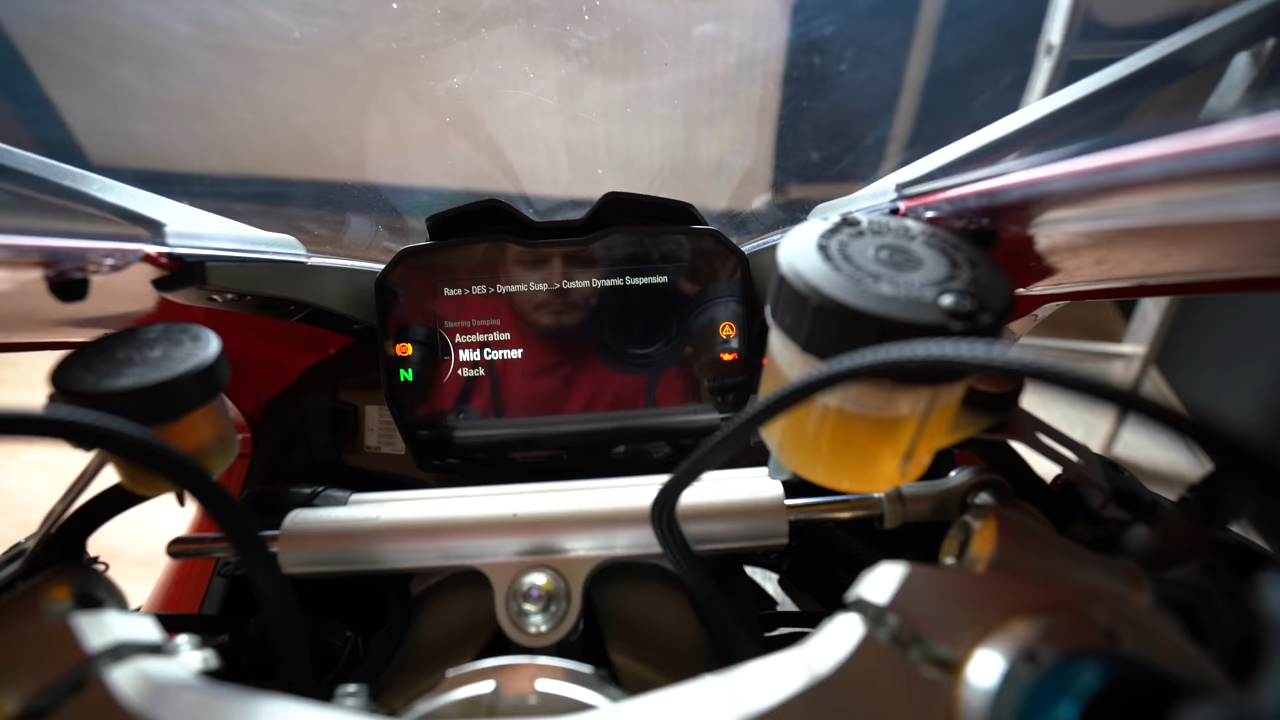 Race > DES > Dynamic Susp...> Custom Dynamic Suspension
Steering Damping
Acceleration
Mid Corner
Back
N